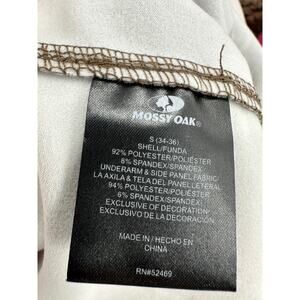 MOSSY OAK®
S (34-36)
SHELL/FUNDA
92% POLYESTER/POLIÉSTER
8% SPANDEX/SPANDEX
UNDERARM & SIDE PANEL FABRIC/
LA AXILA & TELA DEL PANEL LETERAL
94% POLYESTER/POLIÉSTER
6% SPANDEX/SPANDEX
EXCLUSIVE OF DECORATION/
EXCLUSIVO DE LA DECORACIÓN
MADE IN / HECHO EN
CHINA
RN#52469